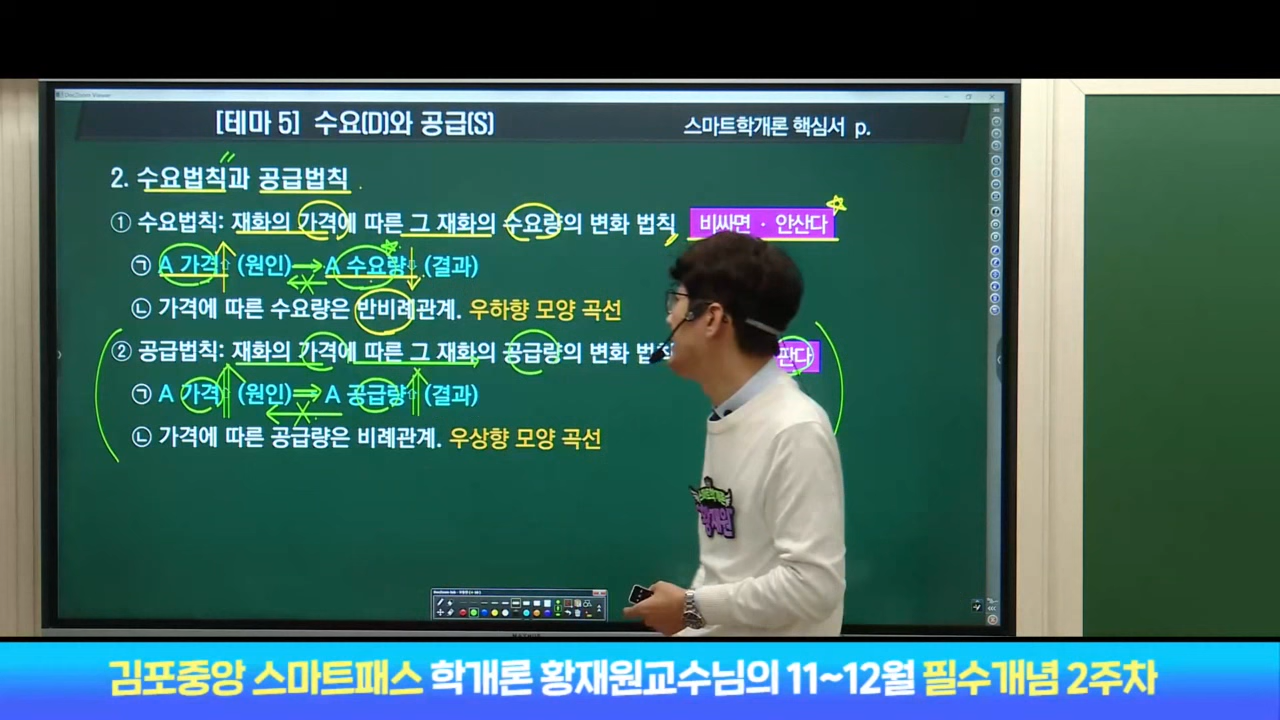 DocZoom Viewer
[테마 5] 수요(D)와 공급(S)
스마트학개론 핵심서 p.
2. 수요법칙과 공급법칙
① 수요법칙: 재화의 가격에 따른 그 재화의 수요량의 변화 법칙 비싸면 · 안산다
㉠ A 가격⇧ (원인) ⇒ A 수요량⇩ (결과)
㉡ 가격에 따른 수요량은 반비례관계. 우하향 모양 곡선
② 공급법칙: 재화의 가격에 따른 그 재화의 공급량의 변화 법칙 판다
㉠ A 가격⇧ (원인) ⇒ A 공급량⇧ (결과)
㉡ 가격에 따른 공급량은 비례관계. 우상향 모양 곡선
황재원
김포중앙 스마트패스 학개론 황재원교수님의 11~12월 필수개념 2주차